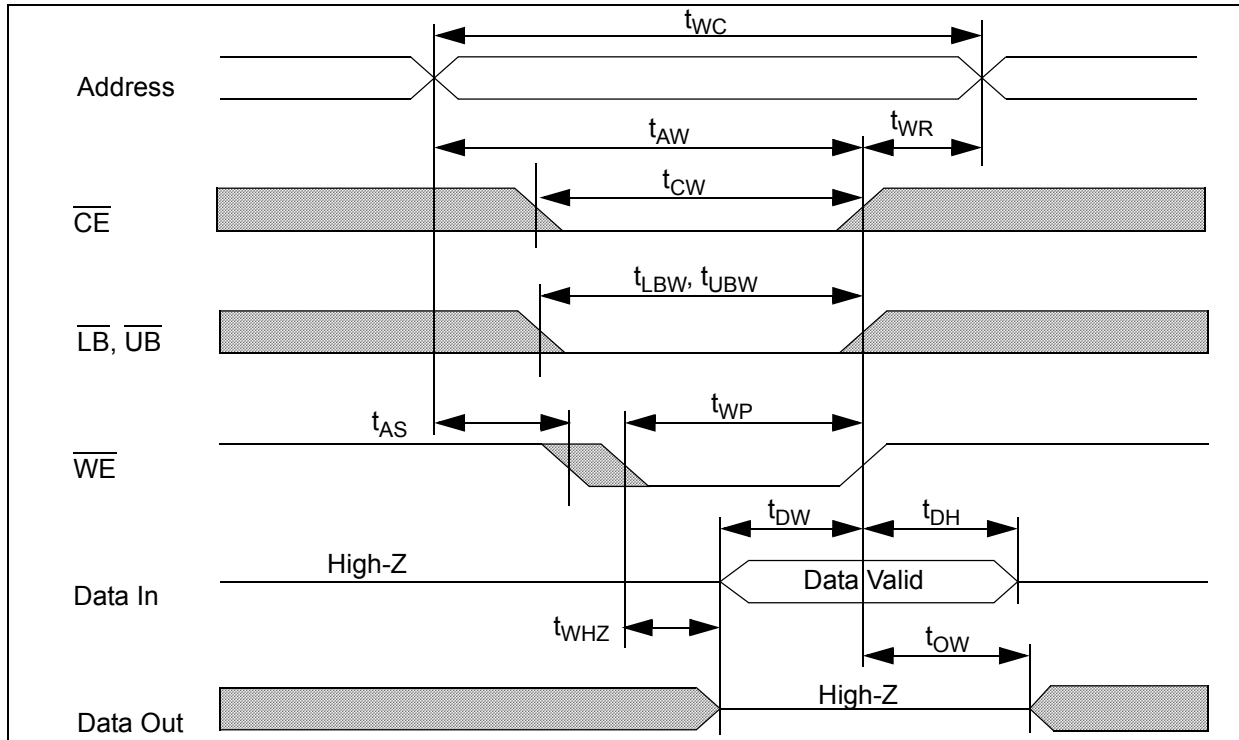 tWC
Address
tAW
tWR
tCW
CE
tLBW, tUBW
LB, UB
tWP
tAS
WE
tDW
tDH
High-Z
Data Valid
Data In
tWHZ
tOW
High-Z
Data Out